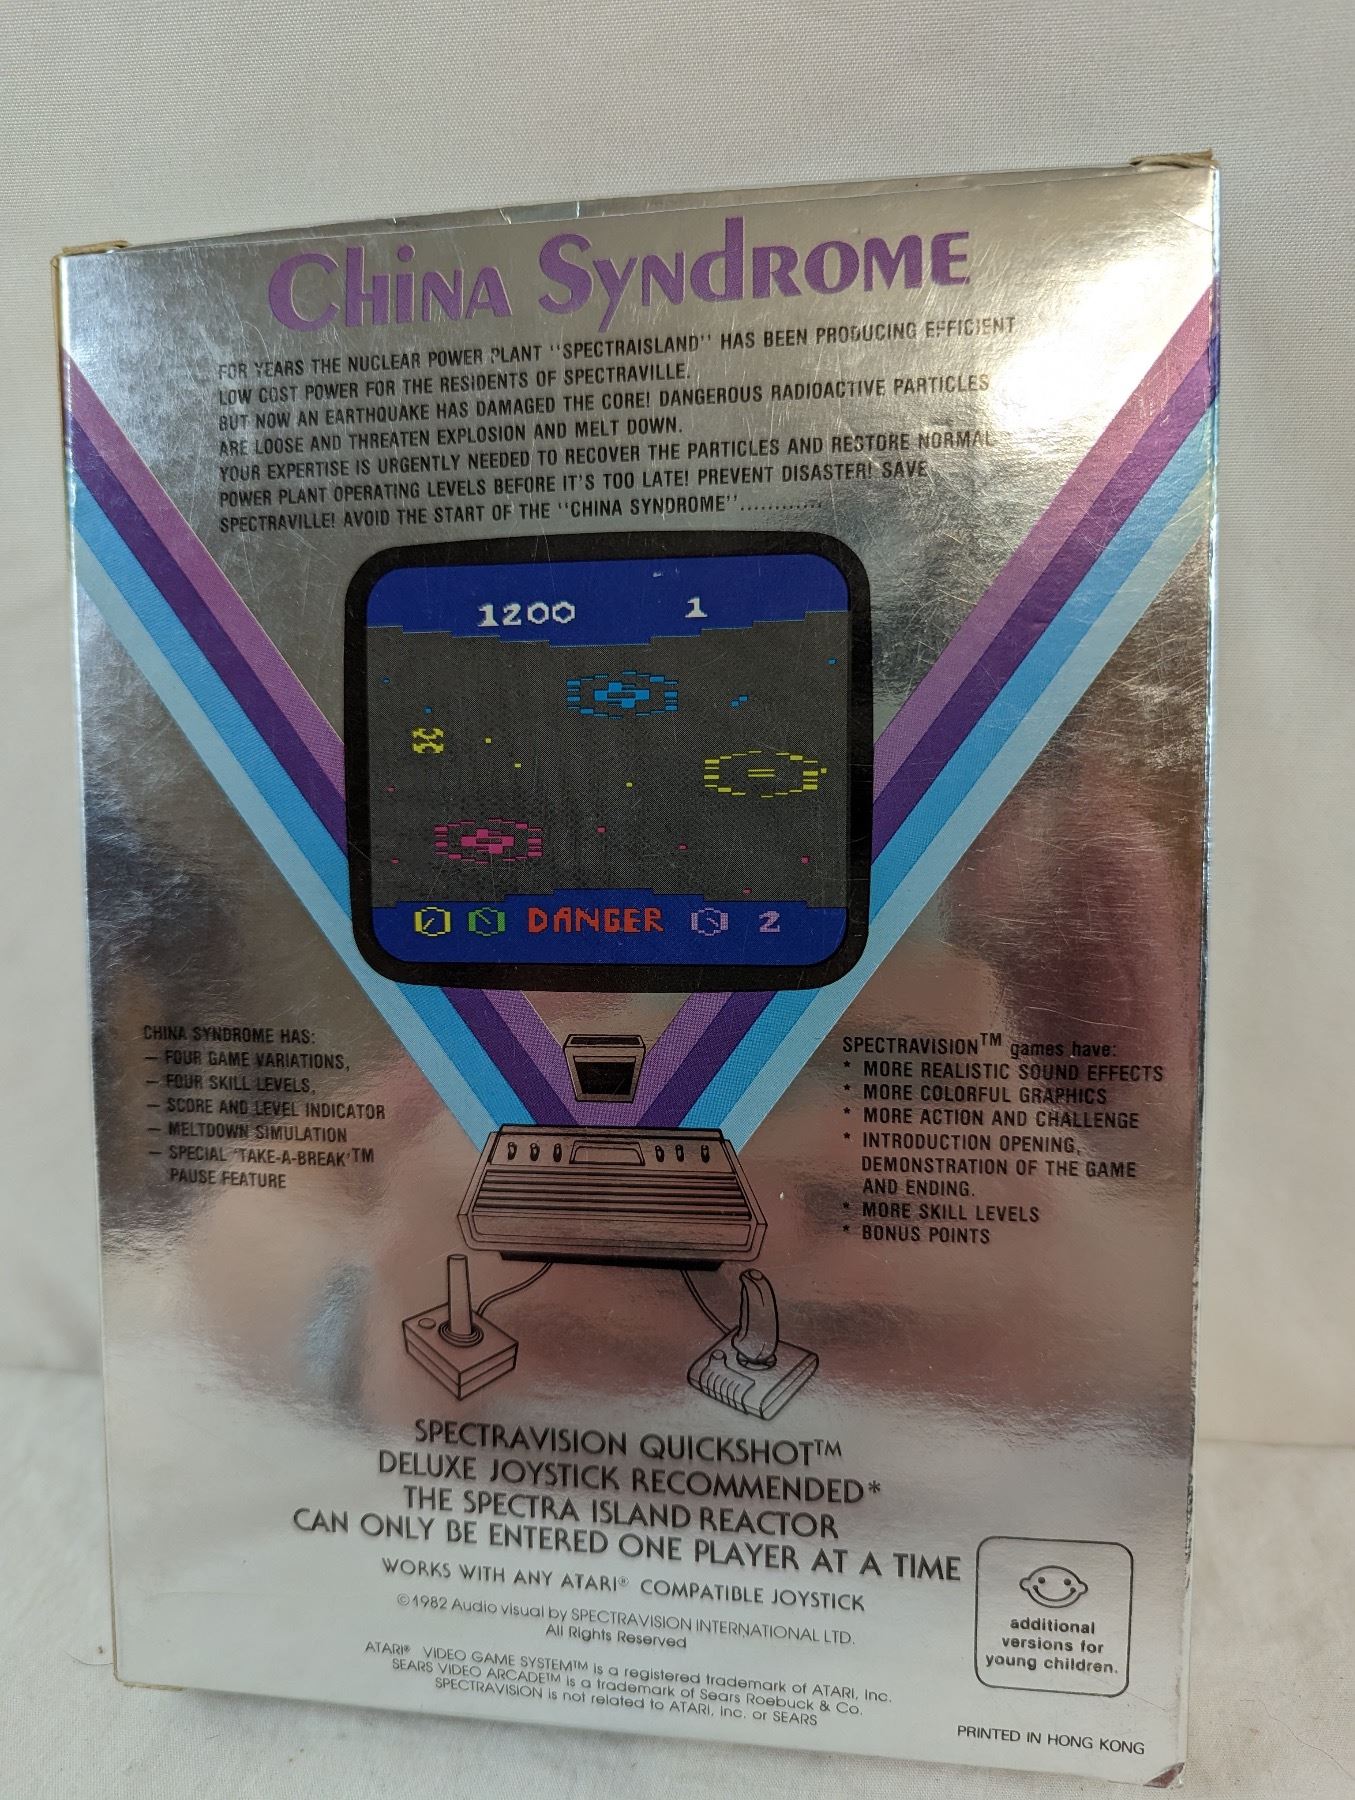 China Syndrome
FOR YEARS THE NUCLEAR POWER PLANT "SPECTRAISLAND" HAS BEEN PRODUCING EFFICIENT
LOW COST POWER FOR THE RESIDENTS OF SPECTRAVILLE.
BUT NOW AN EARTHQUAKE HAS DAMAGED THE CORE! DANGEROUS RADIOACTIVE PARTICLES
ARE LOOSE AND THREATEN EXPLOSION AND MELT DOWN.
YOUR EXPERTISE IS URGENTLY NEEDED TO RECOVER THE PARTICLES AND RESTORE NORMAL
POWER PLANT OPERATING LEVELS BEFORE IT'S TOO LATE! PREVENT DISASTER! SAVE
SPECTRAVILLE! AVOID THE START OF THE "CHINA SYNDROME"............
1200 1
DANGER 2
CHINA SYNDROME HAS:
— FOUR GAME VARIATIONS,
— FOUR SKILL LEVELS,
— SCORE AND LEVEL INDICATOR
— MELTDOWN SIMULATION
— SPECIAL 'TAKE-A-BREAK'TM
PAUSE FEATURE
SPECTRAVISION™ games have:
* MORE REALISTIC SOUND EFFECTS
* MORE COLORFUL GRAPHICS
* MORE ACTION AND CHALLENGE
* INTRODUCTION OPENING,
DEMONSTRATION OF THE GAME
AND ENDING.
* MORE SKILL LEVELS
* BONUS POINTS
SPECTRAVISION QUICKSHOT™
DELUXE JOYSTICK RECOMMENDED*
THE SPECTRA ISLAND REACTOR
CAN ONLY BE ENTERED ONE PLAYER AT A TIME
WORKS WITH ANY ATARI® COMPATIBLE JOYSTICK
©1982 Audio visual by SPECTRAVISION INTERNATIONAL LTD.
All Rights Reserved
ATARI® VIDEO GAME SYSTEM™ is a registered trademark of ATARI, Inc.
SEARS VIDEO ARCADE™ is a trademark of Sears Roebuck & Co.
SPECTRAVISION is not related to ATARI, Inc. or SEARS
additional
versions for
young children.
PRINTED IN HONG KONG